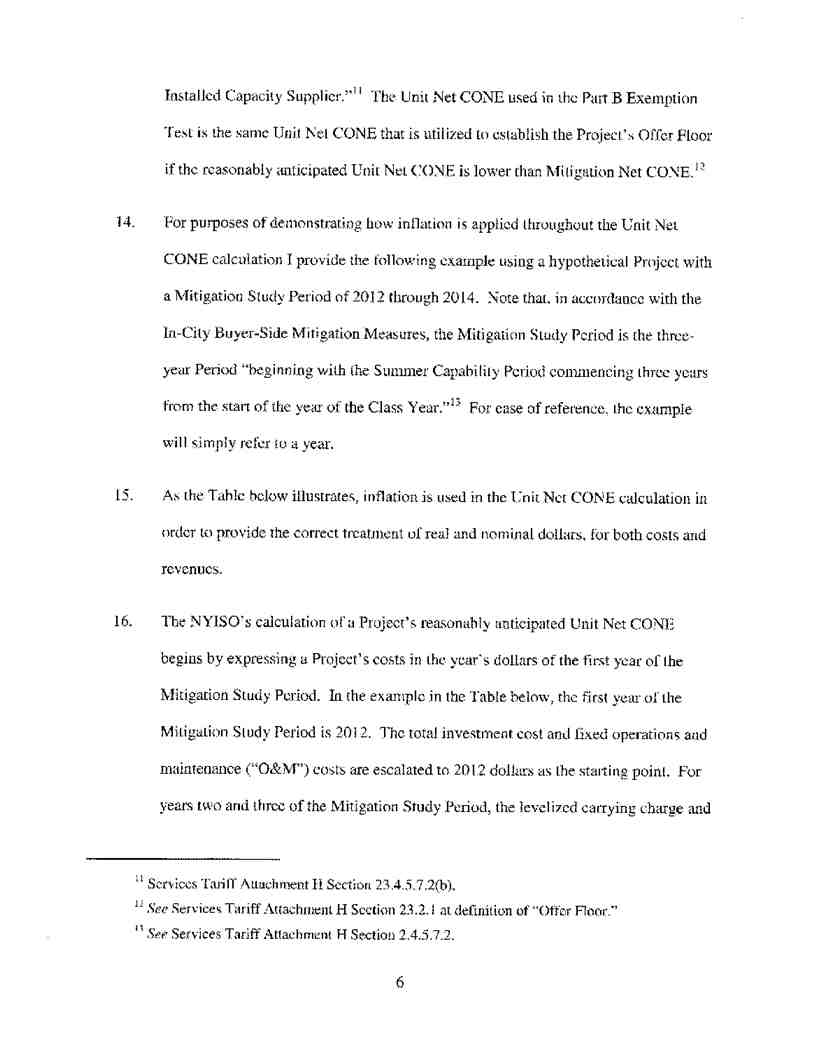 Installed Capacity Supplier.”11 The Unit Net CONE used in the Part B Exemption
Test is the same Unit Net CONE that is utilized to establish the Project’s Offer Floor
if the reasonably anticipated Unit Net CONE is lower than Mitigation Net CONE.12
14. For purposes of demonstrating how inflation is applied throughout the Unit Net
CONE calculation I provide the following example using a hypothetical Project with
a Mitigation Study Period of 2012 through 2014. Note that, in accordance with the
In-City Buyer-Side Mitigation Measures, the Mitigation Study Period is the three-
year Period “beginning with the Summer Capability Period commencing three years
from the start of the year of the Class Year.”13 For ease of reference, the example
will simply refer to a year.
15. As the Table below illustrates, inflation is used in the Unit Net CONE calculation in
order to provide the correct treatment of real and nominal dollars, for both costs and
revenues.
16. The NYISO’s calculation of a Project’s reasonably anticipated Unit Net CONE
begins by expressing a Project’s costs in the year’s dollars of the first year of the
Mitigation Study Period. In the example in the Table below, the first year of the
Mitigation Study Period is 2012. The total investment cost and fixed operations and
maintenance (“O&M”) costs are escalated to 2012 dollars as the starting point. For
years two and three of the Mitigation Study Period, the levelized carrying charge and
11 Services Tariff Attachment H Section 23.4.5.7.2(b).
12 See Services Tariff Attachment H Section 23.2.1 at definition of “Offer Floor.”
13 See Services Tariff Attachment H Section 2.4.5.7.2.
6